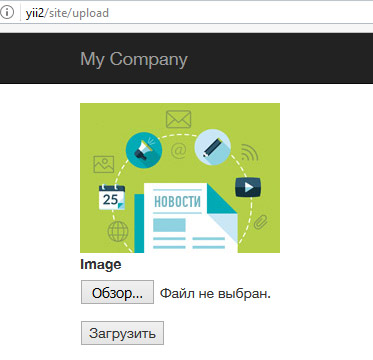 yii2/site/upload
My Company
@
25
НОВОСТИ
Image
Обзор... Файл не выбран.
Загрузить